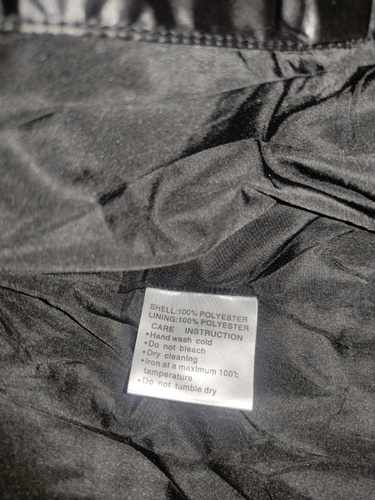 SHELL:100% POLYESTER
LINING:100% POLYESTER
CARE INSTRUCTION
•Hand wash cold
•Do not bleach
•Dry cleaning
•Iron at a maximum 100℃
tamperature
•Do not tumble dry